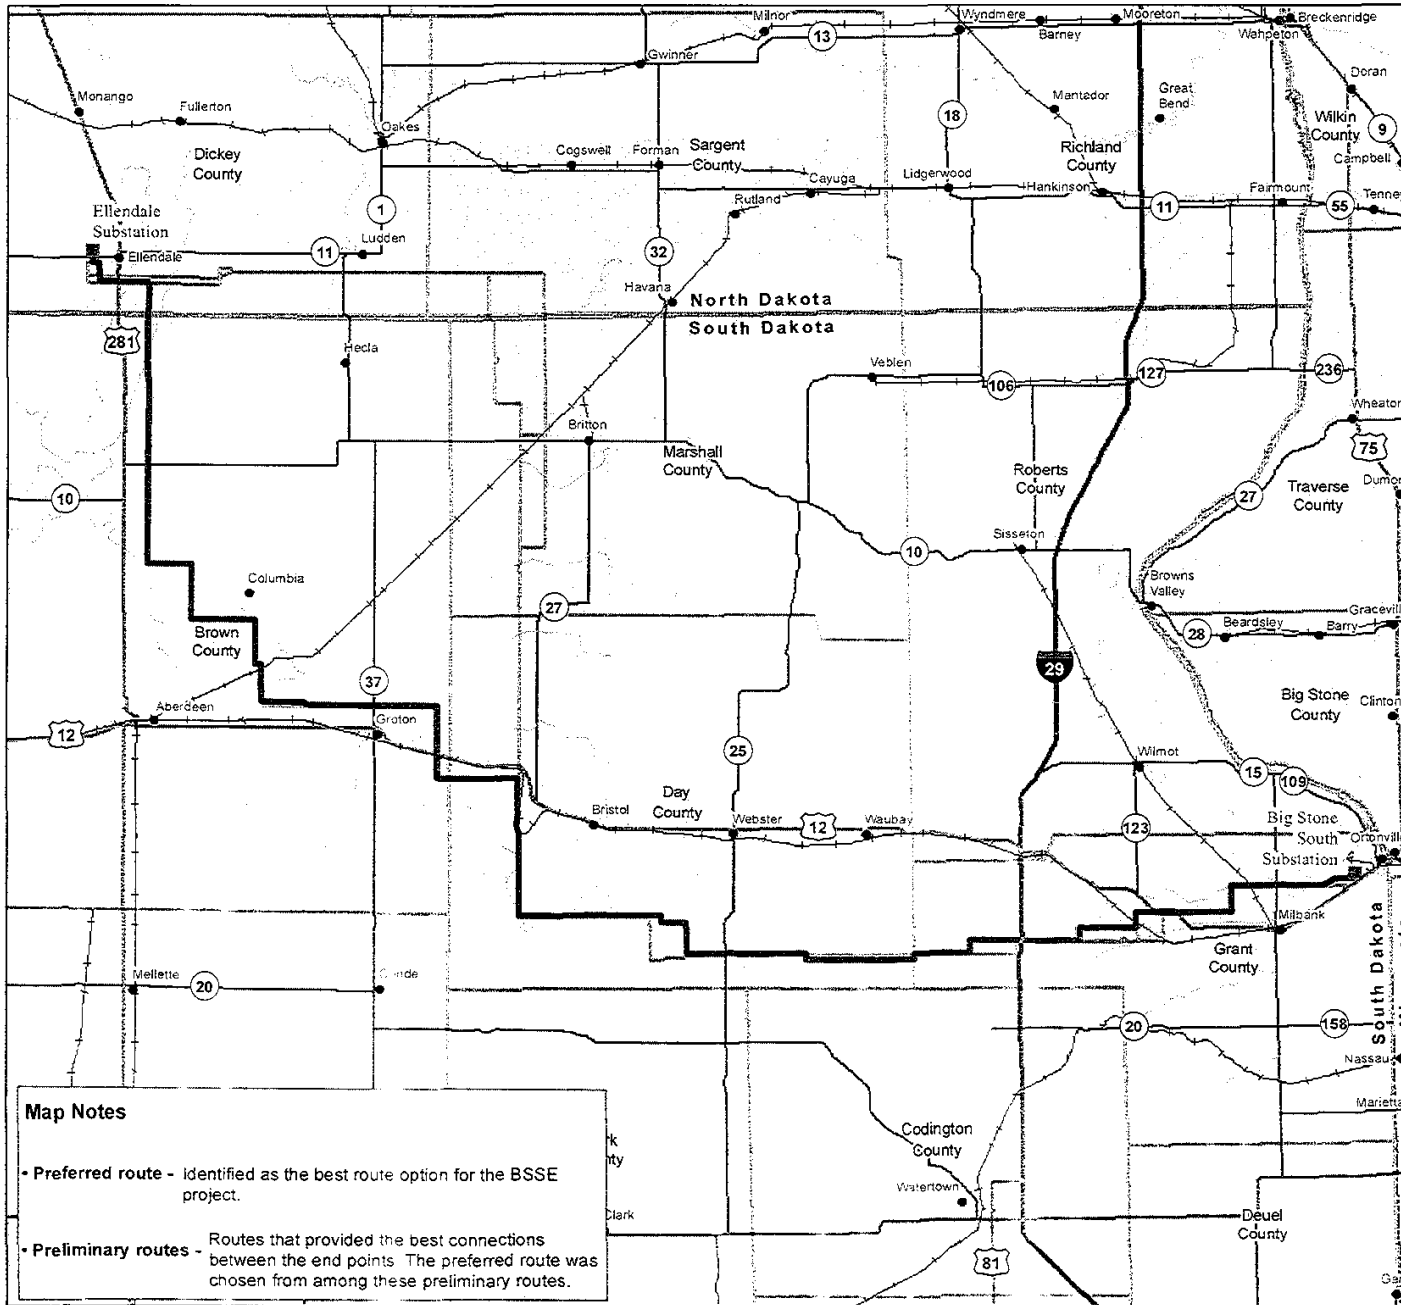 Milnor
Wyndmere
Mooreton
Breckenridge
13
Barney
Wahpeton
Gwinner
Doran
Monango
Fullerton
Great
Bend
Mantador
18
Wilkin
County
9
Oakes
Dickey
County
Cogswell
Forman
Sargent
County
Richland
County
Campbell
Cayuga
Lidgerwood
Hankinson
Fairmount
Tenney
Rutland
11
55
1
Ellendale
Substation
Ludden
11
32
Ellendale
Havana
North Dakota
South Dakota
281
Hecla
Veblen
106
127
236
Wheaton
Britton
Marshall
County
75
Roberts
County
Traverse
County
27
10
Sisseton
10
Columbia
Browns
Valley
27
Graceville
Brown
County
28
Beardsley
Barry
29
37
Big Stone
County
Clinton
Aberdeen
Groton
12
25
Wilmot
15
109
Day
County
Bristol
Webster
12
Waubay
123
Big Stone
South
Substation
Ortonville
Milbank
Grant
County
South Dakota
Mellette
20
20
158
Nassau
Marietta
Map Notes
Codington
County
• Preferred route - Identified as the best route option for the BSSE
project.
Watertown
Clark
Deuel
County
• Preliminary routes - Routes that provided the best connections
between the end points. The preferred route was
chosen from among these preliminary routes.
81